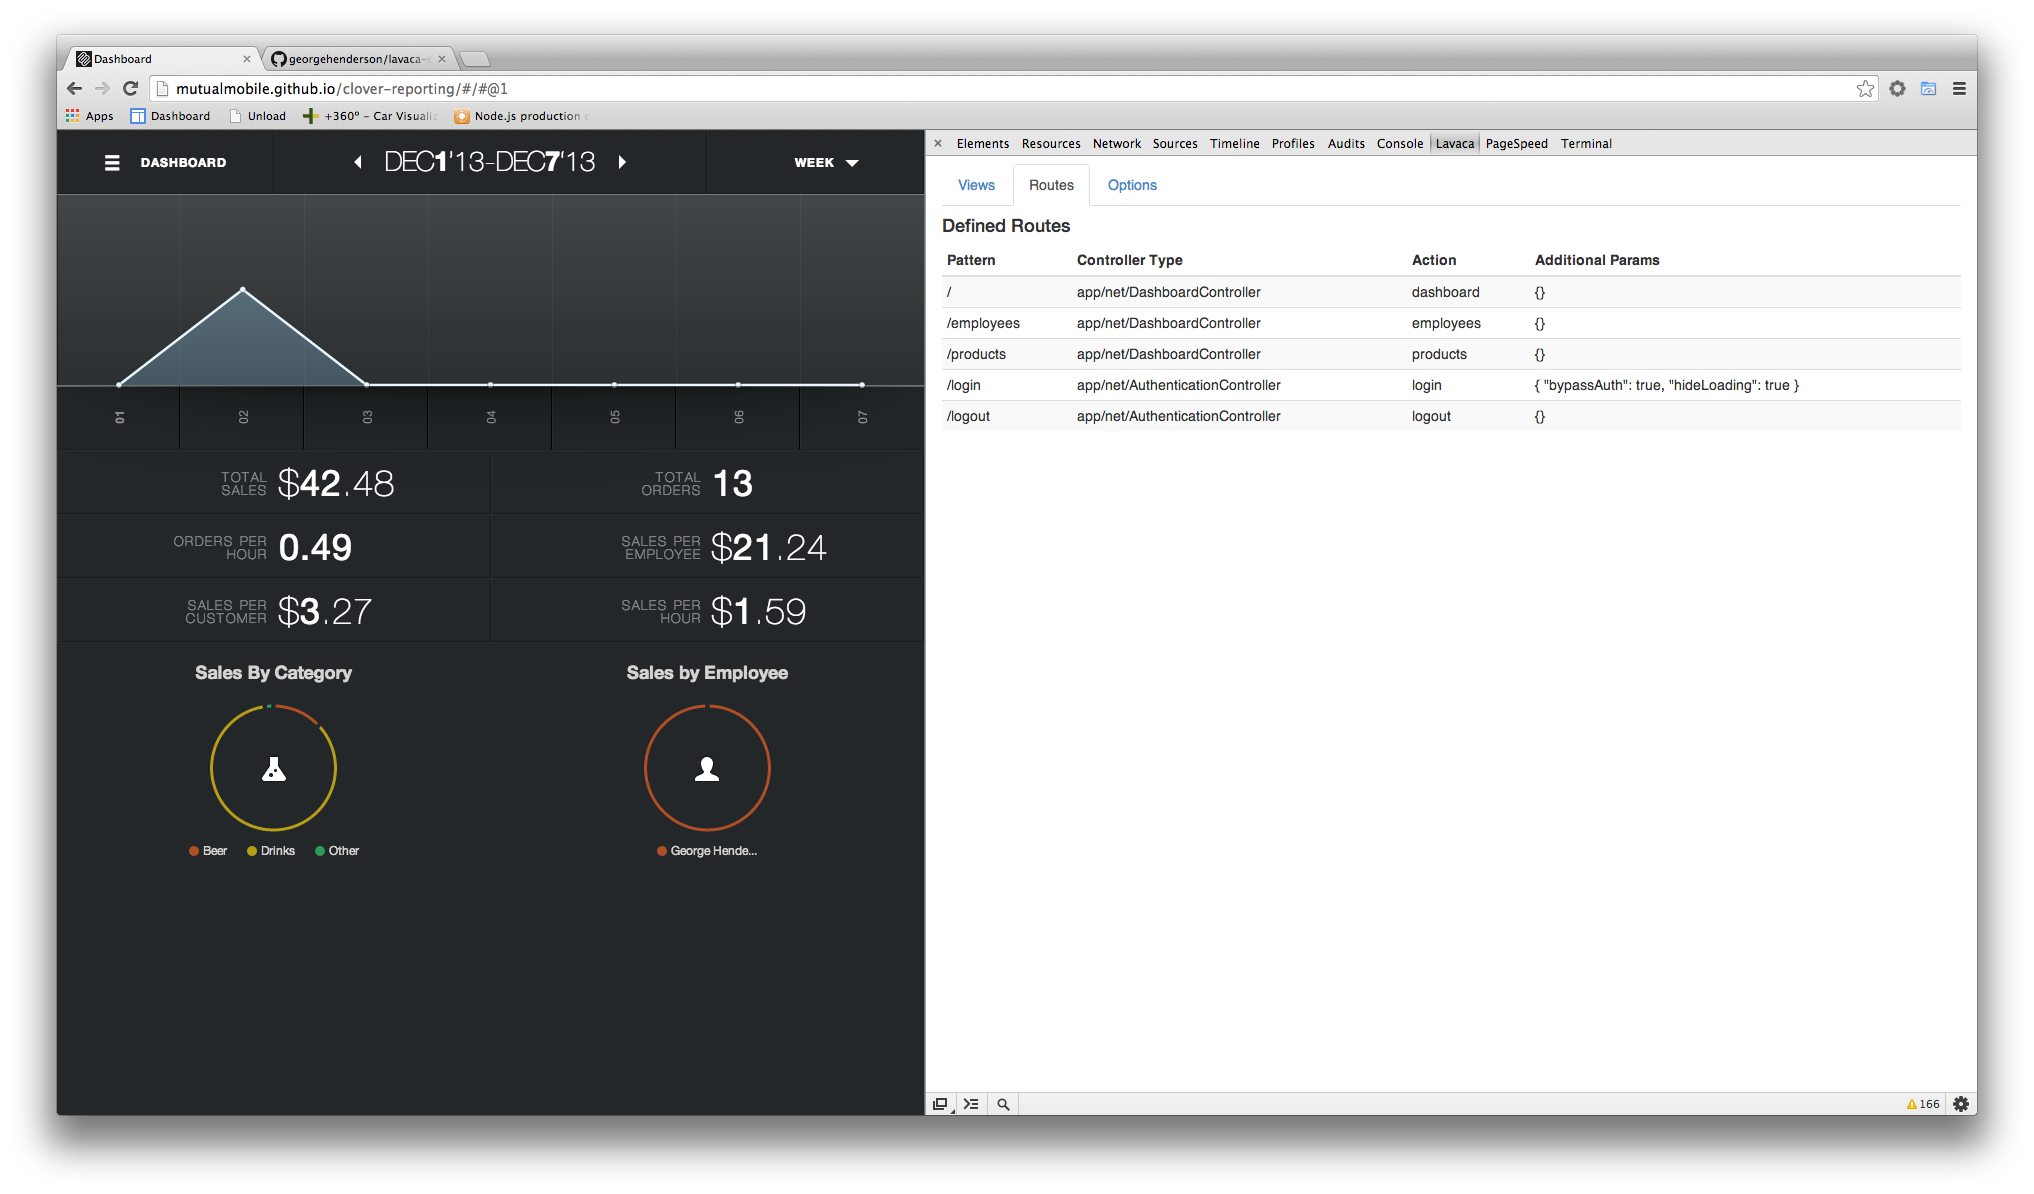 Dashboard
georgehenderson/lavaca-
mutualmobile.github.io/clover-reporting/#/#@1
Apps Dashboard Unload +360° - Car Visuali Node.js production
DASHBOARD DEC1'13-DEC7'13 WEEK
01 02 03 04 05 06 07
TOTAL SALES $42.48
TOTAL ORDERS 13
ORDERS PER HOUR 0.49
SALES PER EMPLOYEE $21.24
SALES PER CUSTOMER $3.27
SALES PER HOUR $1.59
Sales By Category
Beer Drinks Other
Sales by Employee
George Hende...
Elements Resources Network Sources Timeline Profiles Audits Console Lavaca PageSpeed Terminal
Views Routes Options
Defined Routes
Pattern Controller Type Action Additional Params
/ app/net/DashboardController dashboard {}
/employees app/net/DashboardController employees {}
/products app/net/DashboardController products {}
/login app/net/AuthenticationController login { "bypassAuth": true, "hideLoading": true }
/logout app/net/AuthenticationController logout {}
166